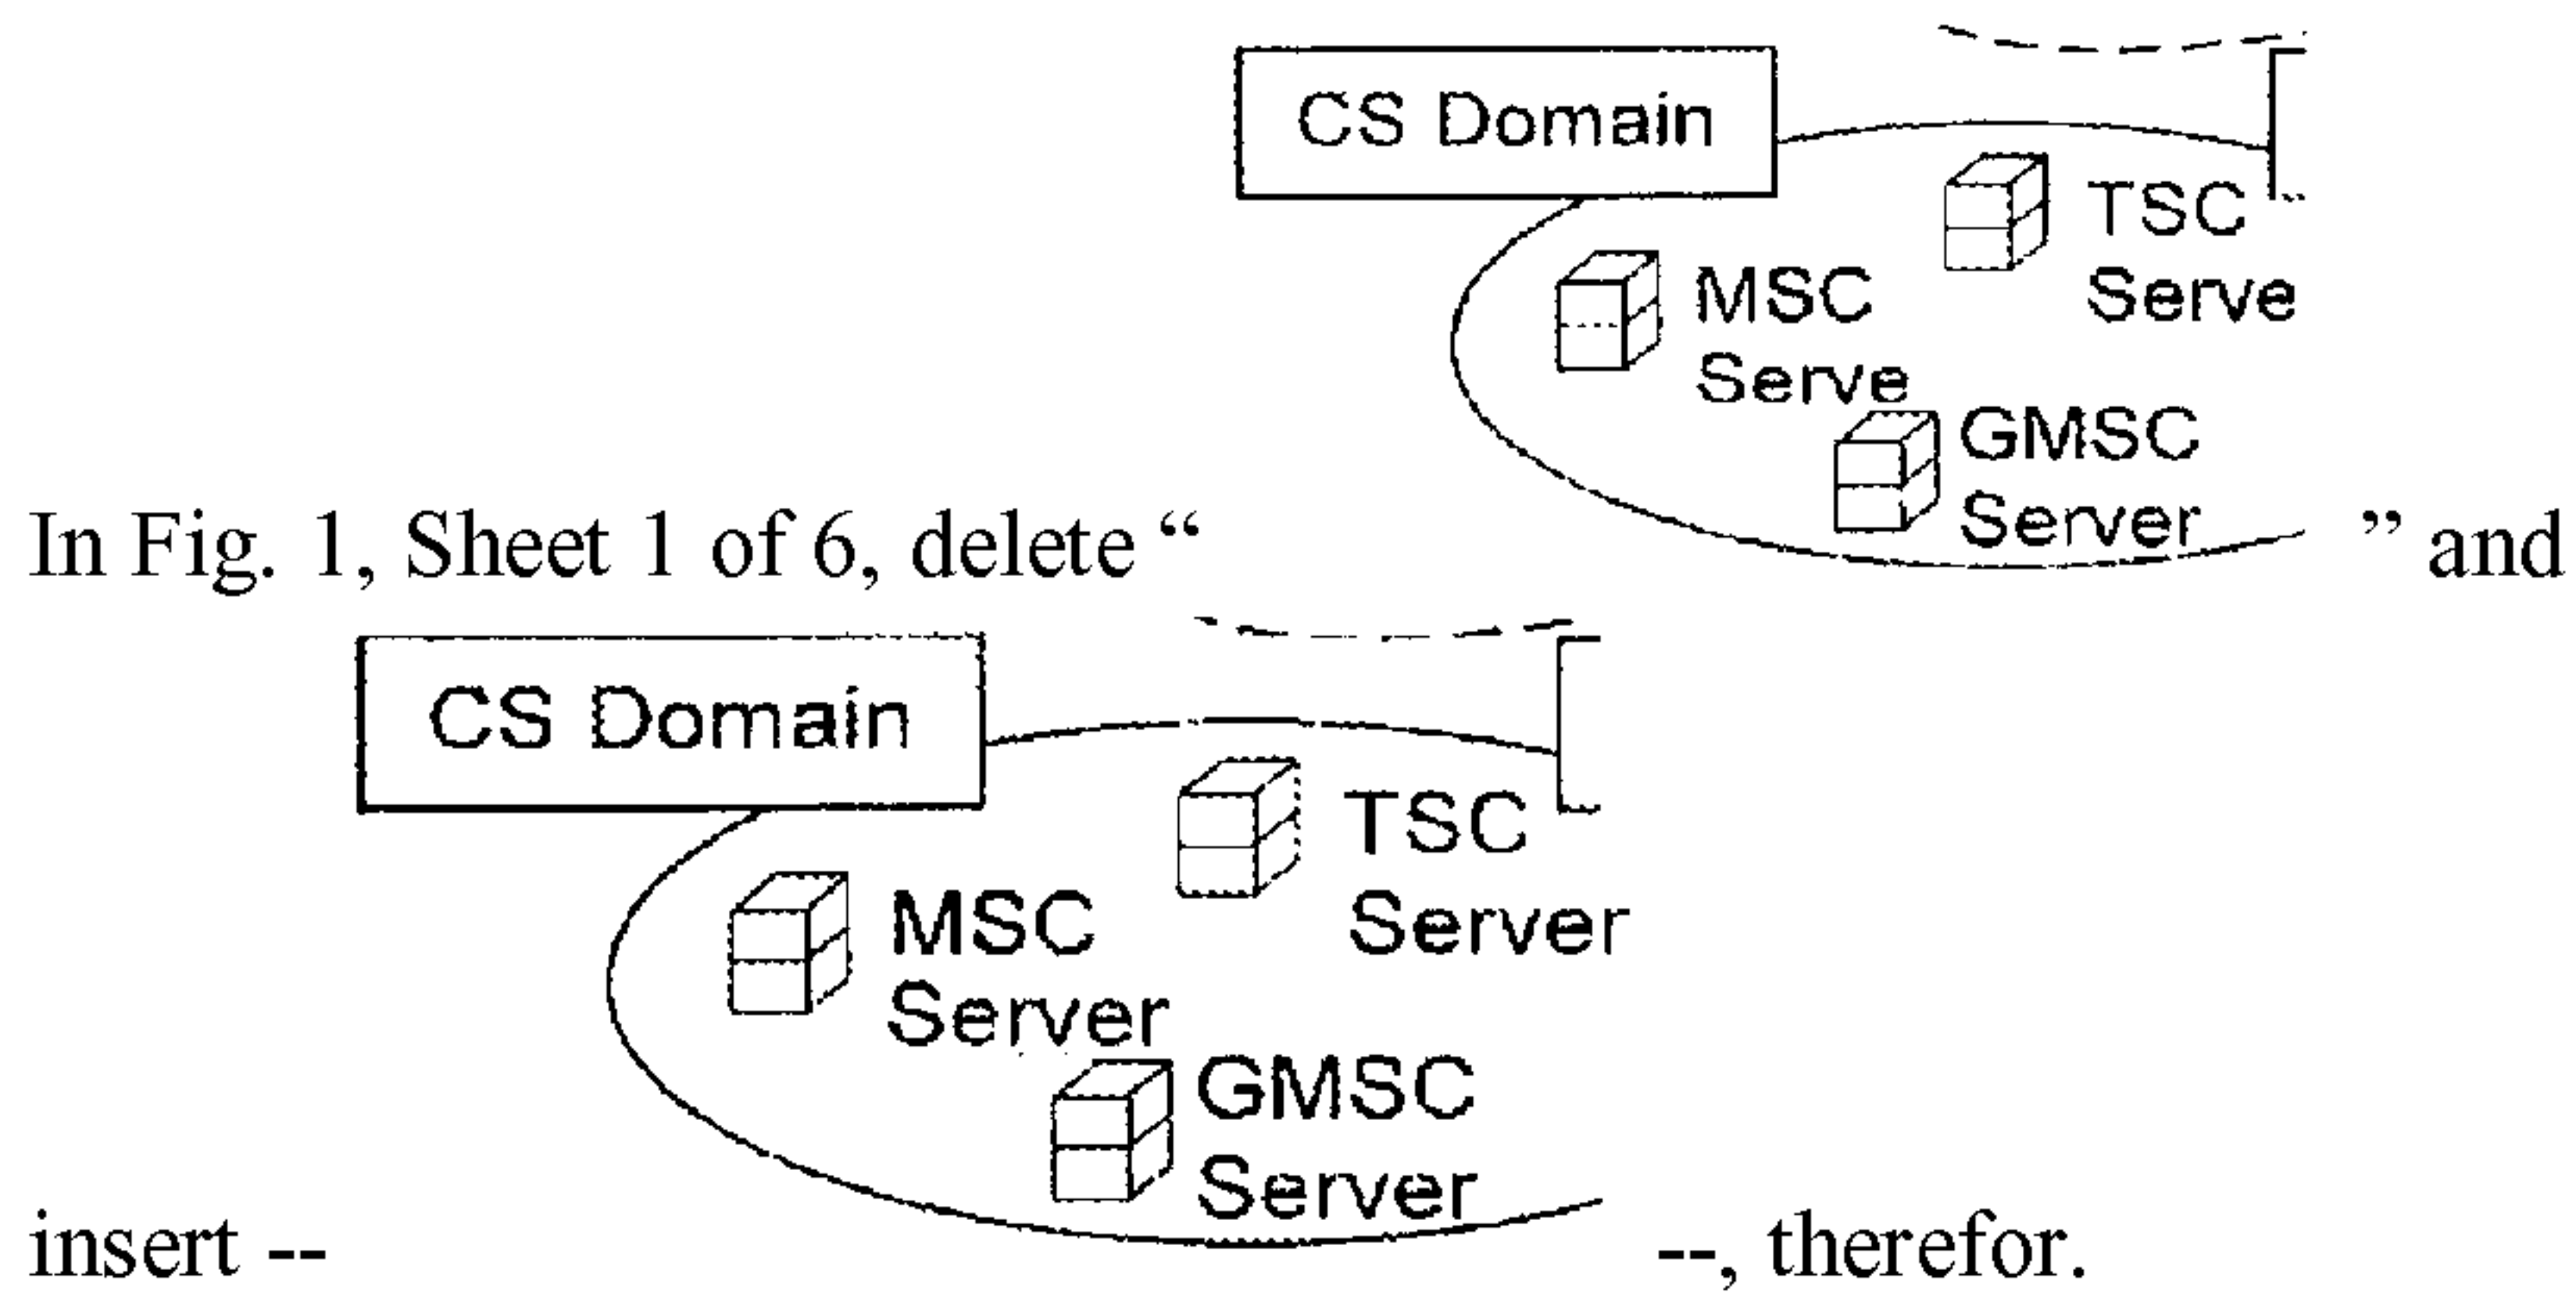 CS Domain
TSC
Serve
MSC
Serve
GMSC
Server
In Fig. 1, Sheet 1 of 6, delete “ ” and
CS Domain
TSC
Server
MSC
Server
GMSC
Server
insert -- --, therefor.